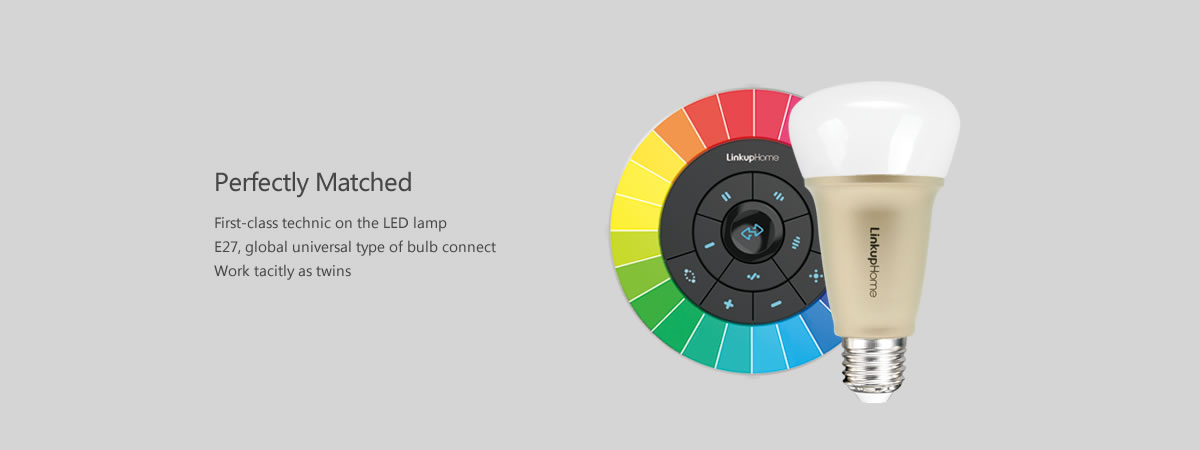 Perfectly Matched
First-class technic on the LED lamp
E27, global universal type of bulb connect
Work tacitly as twins
LinkupHome
LinkupHome